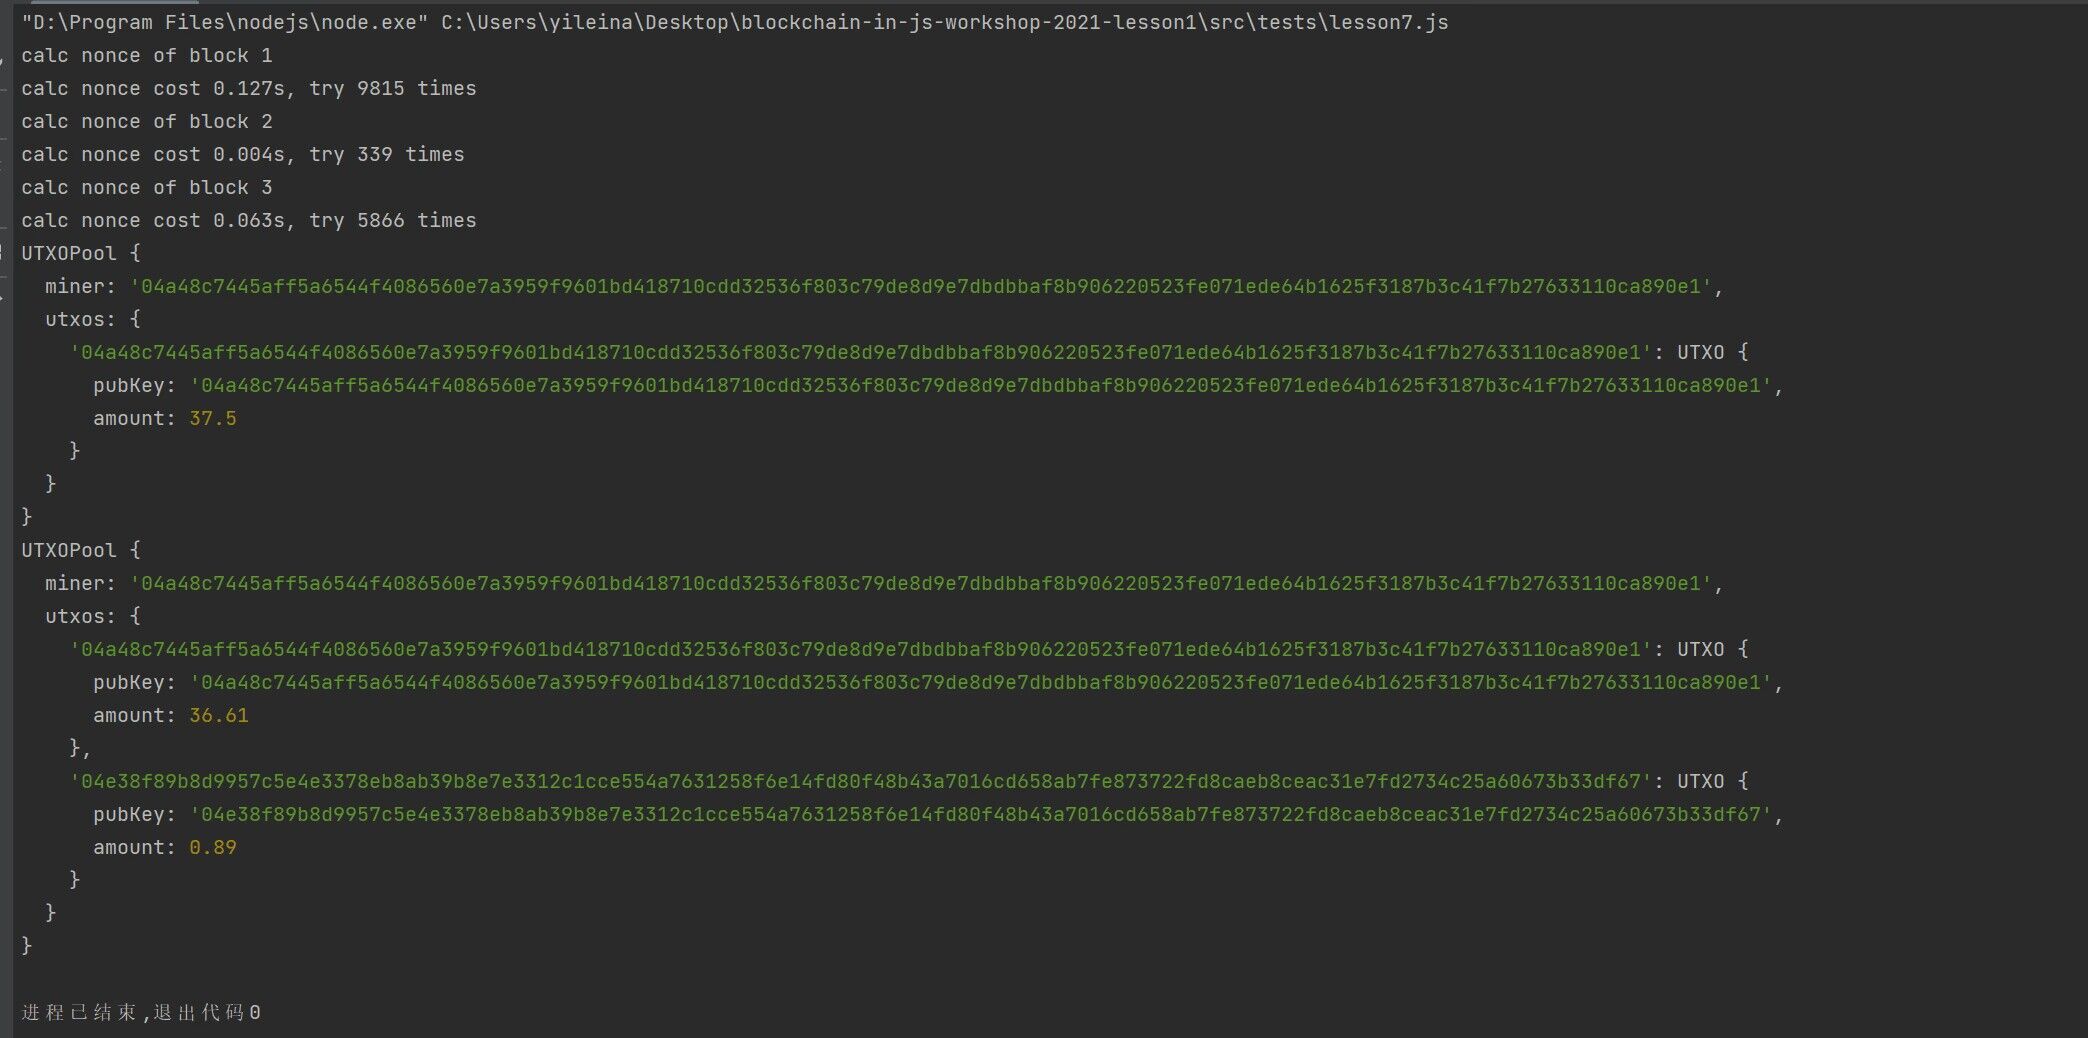 "D:\Program Files\nodejs\node.exe" C:\Users\yileina\Desktop\blockchain-in-js-workshop-2021-lesson1\src\tests\lesson7.js
calc nonce of block 1
calc nonce cost 0.127s, try 9815 times
calc nonce of block 2
calc nonce cost 0.004s, try 339 times
calc nonce of block 3
calc nonce cost 0.063s, try 5866 times
UTXOPool {
  miner: '04a48c7445aff5a6544f4086560e7a3959f9601bd418710cdd32536f803c79de8d9e7dbdbbaf8b906220523fe071ede64b1625f3187b3c41f7b27633110ca890e1',
  utxos: {
    '04a48c7445aff5a6544f4086560e7a3959f9601bd418710cdd32536f803c79de8d9e7dbdbbaf8b906220523fe071ede64b1625f3187b3c41f7b27633110ca890e1': UTXO {
      pubKey: '04a48c7445aff5a6544f4086560e7a3959f9601bd418710cdd32536f803c79de8d9e7dbdbbaf8b906220523fe071ede64b1625f3187b3c41f7b27633110ca890e1',
      amount: 37.5
    }
  }
}
UTXOPool {
  miner: '04a48c7445aff5a6544f4086560e7a3959f9601bd418710cdd32536f803c79de8d9e7dbdbbaf8b906220523fe071ede64b1625f3187b3c41f7b27633110ca890e1',
  utxos: {
    '04a48c7445aff5a6544f4086560e7a3959f9601bd418710cdd32536f803c79de8d9e7dbdbbaf8b906220523fe071ede64b1625f3187b3c41f7b27633110ca890e1': UTXO {
      pubKey: '04a48c7445aff5a6544f4086560e7a3959f9601bd418710cdd32536f803c79de8d9e7dbdbbaf8b906220523fe071ede64b1625f3187b3c41f7b27633110ca890e1',
      amount: 36.61
    },
    '04e38f89b8d9957c5e4e3378eb8ab39b8e7e3312c1cce554a7631258f6e14fd80f48b43a7016cd658ab7fe873722fd8caeb8ceac31e7fd2734c25a60673b33df67': UTXO {
      pubKey: '04e38f89b8d9957c5e4e3378eb8ab39b8e7e3312c1cce554a7631258f6e14fd80f48b43a7016cd658ab7fe873722fd8caeb8ceac31e7fd2734c25a60673b33df67',
      amount: 0.89
    }
  }
}
进程已结束,退出代码0